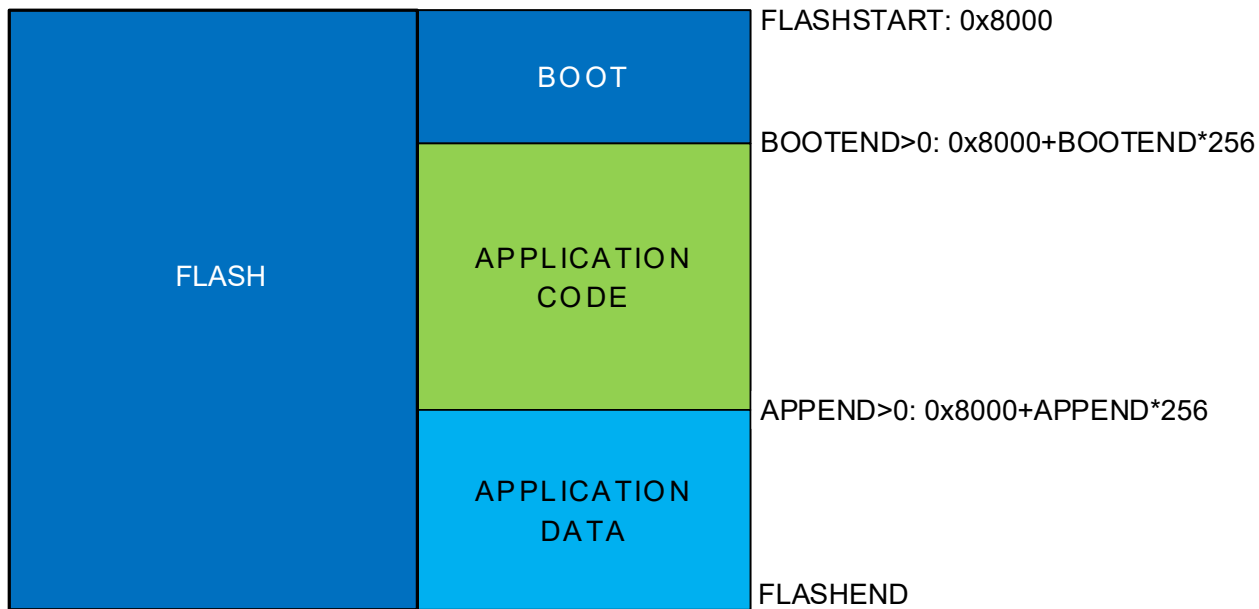 FLASHSTART: 0x8000
BOOT
BOOTEND>0: 0x8000+BOOTEND*256
FLASH
APPLICATION
CODE
APPEND>0: 0x8000+APPEND*256
APPLICATION
DATA
FLASHEND